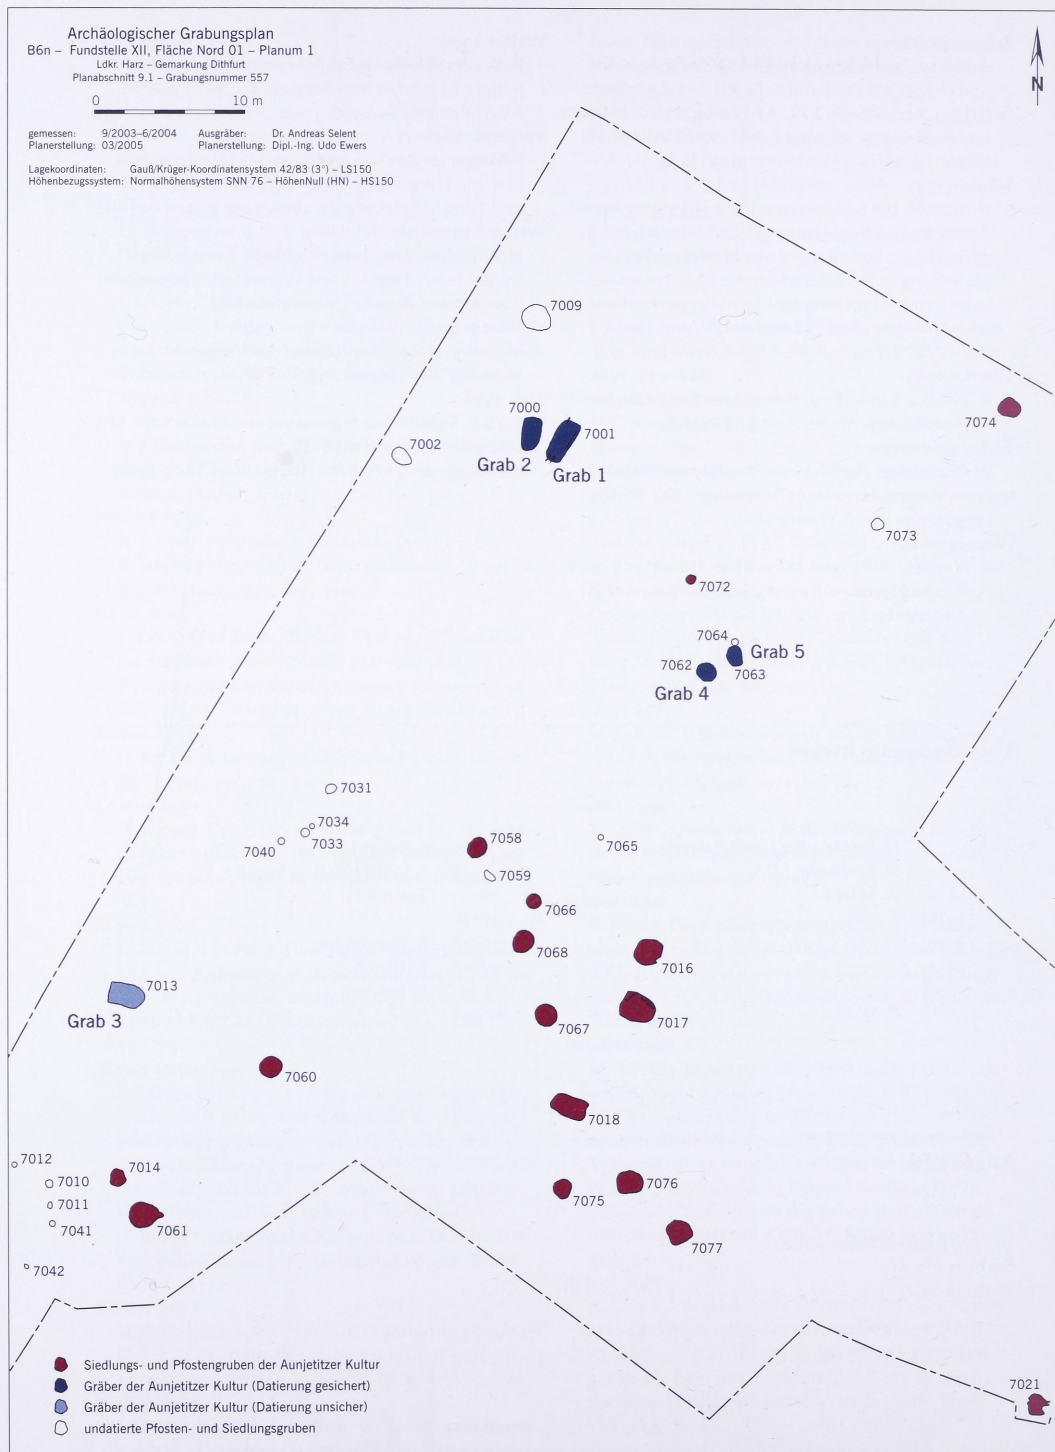 Archäologischer Grabungsplan
B6n – Fundstelle XII, Fläche Nord 01 – Planum 1
Ldkr. Harz – Gemarkung Dithfurt
Planabschnitt 9.1 – Grabungsnummer 557
0 10 m
gemessen: 9/2003–6/2004 Ausgräber: Dr. Andreas Selent
Planerstellung: 03/2005 Planerstellung: Dipl.-Ing. Udo Ewers
Lagekoordinaten: Gauß/Krüger-Koordinatensystem 42/83 (3°) – LS150
Höhenbezugssystem: Normalhöhensystem SNN 76 – HöhenNull (HN) – HS150
N
7009
7000
7074
7001
7002
Grab 2
Grab 1
7073
7072
7064
Grab 5
7062
7063
Grab 4
7031
7034
7033
7040
7058
7065
7059
7066
7068
7016
7013
Grab 3
7017
7067
7060
7018
7012
7014
7010
7076
7011
7075
7061
7041
7077
7042
Siedlungs- und Pfostengruben der Aunjetitzer Kultur
Gräber der Aunjetitzer Kultur (Datierung gesichert)
7021
Gräber der Aunjetitzer Kultur (Datierung unsicher)
undatierte Pfosten- und Siedlungsgruben